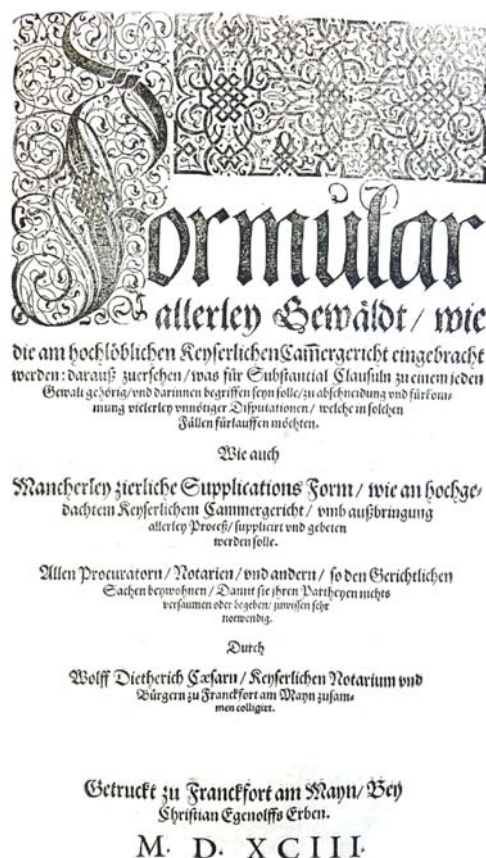 Formular
allerley Gewäldt / wie
die am hochlöblichen Keyserlichen Cam̄ergericht eingebracht
werden: darauß zuersehen / was für Substantial Clausuln zu einem jeden
Gewalt gehörig / vnd darinnen begriffen seyn solle / zu abschneidung vnd fürkom-
mung vielerley vnnötiger Disputationen / welche in solchen
Fällen fürlauffen möchten.
Wie auch
Mancherley zierliche Supplications Form / wie an hochge-
dachtem Keyserlichem Cammergericht / vmb außbringung
allerley Proceß / supplicirt vnd gebeten
werden solle.
Allen Procuratorn / Notarien / vnd andern / so den Gerichtlichen
Sachen beywohnen / Damit sie jhren Partheyen nichts
versaumen oder begeben / zuwissen sehr
notwendig.
Durch
Wolff Dietherich Cæsarn / Keyserlichen Notarium vnd
Bürgern zu Franckfort am Mayn zusam-
men colligirt.
Getruckt zu Franckfort am Mayn / Bey
Christian Egenolffs Erben.
M. D. XCIII.